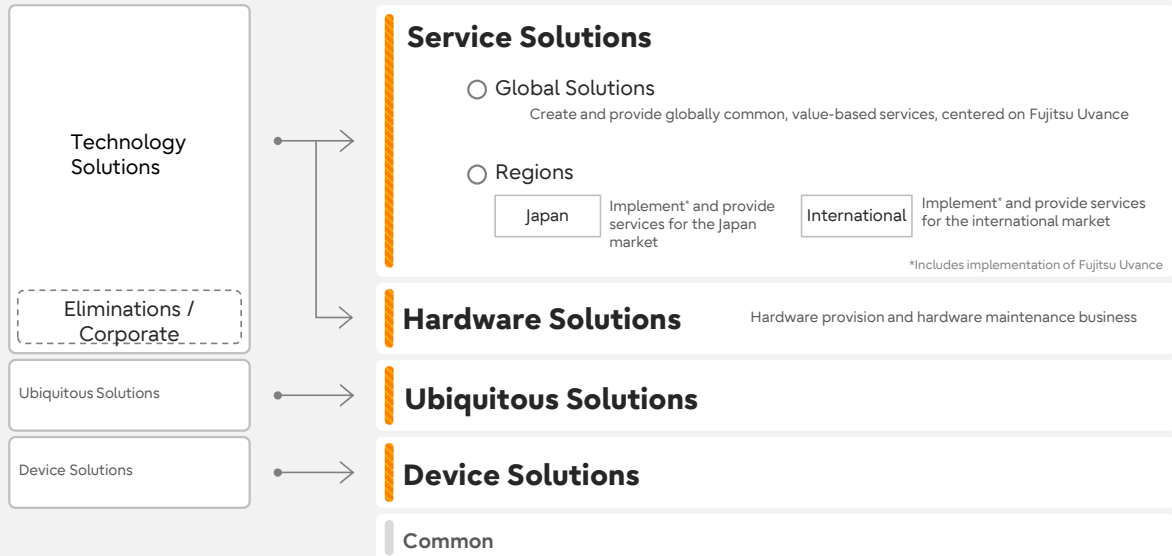 Technology
Solutions
Eliminations /
Corporate
Ubiquitous Solutions
Device Solutions
Service Solutions
Global Solutions
Create and provide globally common, value-based services, centered on Fujitsu Uvance
Regions
Japan
Implement* and provide
services for the Japan
market
International
Implement* and provide services
for the international market
*Includes implementation of Fujitsu Uvance
Hardware Solutions
Hardware provision and hardware maintenance business
Ubiquitous Solutions
Device Solutions
Common